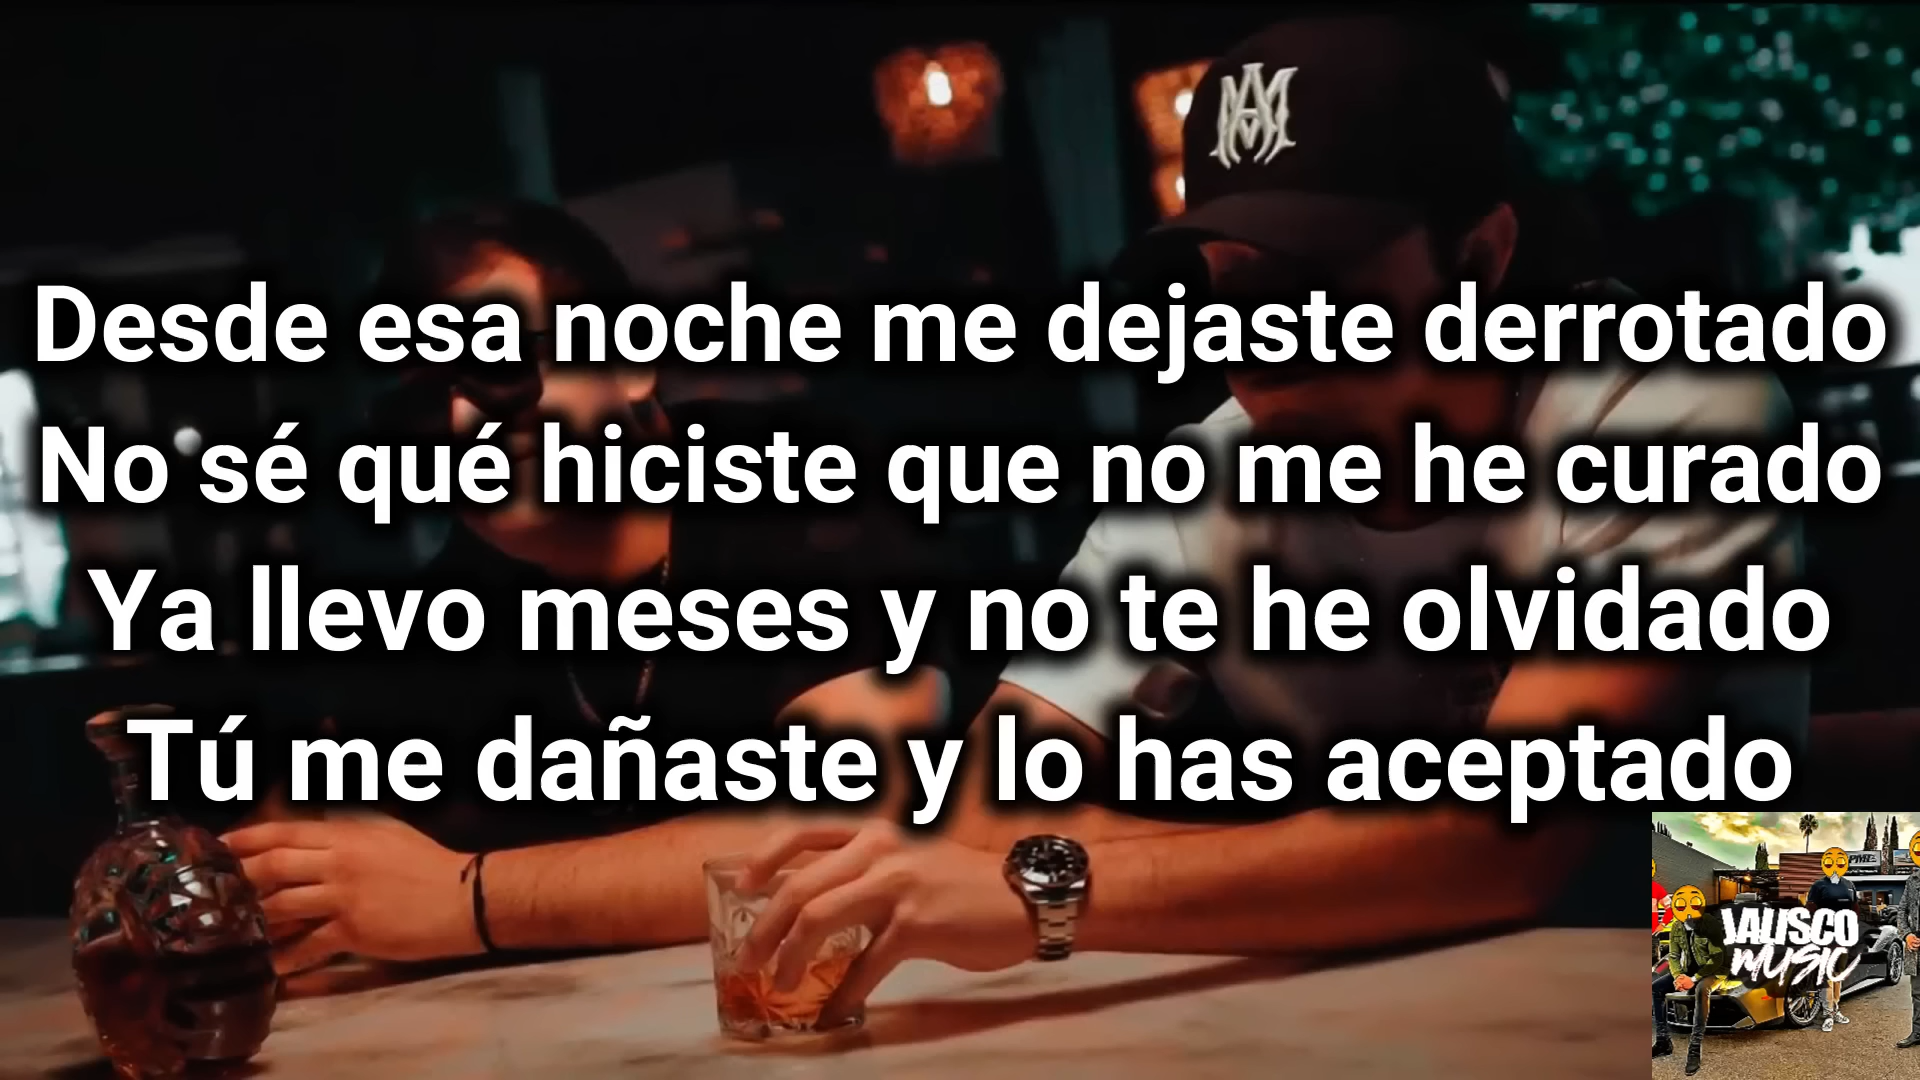 Desde esa noche me dejaste derrotado
No sé qué hiciste que no me he curado
Ya llevo meses y no te he olvidado
Tú me dañaste y lo has aceptado
JALISCO
MUSIC